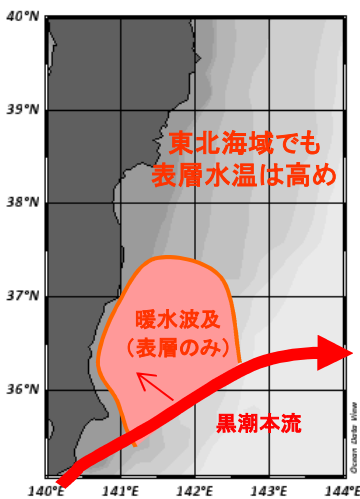 40°N
39°N
東北海域でも
表層水温は高め
38°N
37°N
暖水波及
(表層のみ)
36°N
黒潮本流
Ocean Data View
140°E
141°E
142°E
143°E
144°E